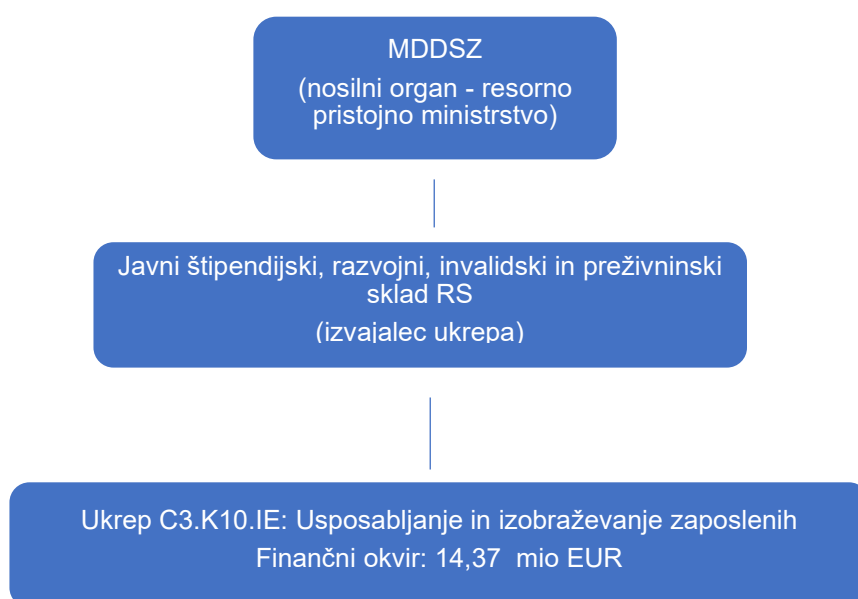 MDDSZ
(nosilni organ - resorno
pristojno ministrstvo)
Javni štipendijski, razvojni, invalidski in preživninski
sklad RS
(izvajalec ukrepa)
Ukrep C3.K10.IE: Usposabljanje in izobraževanje zaposlenih
Finančni okvir: 14,37 mio EUR